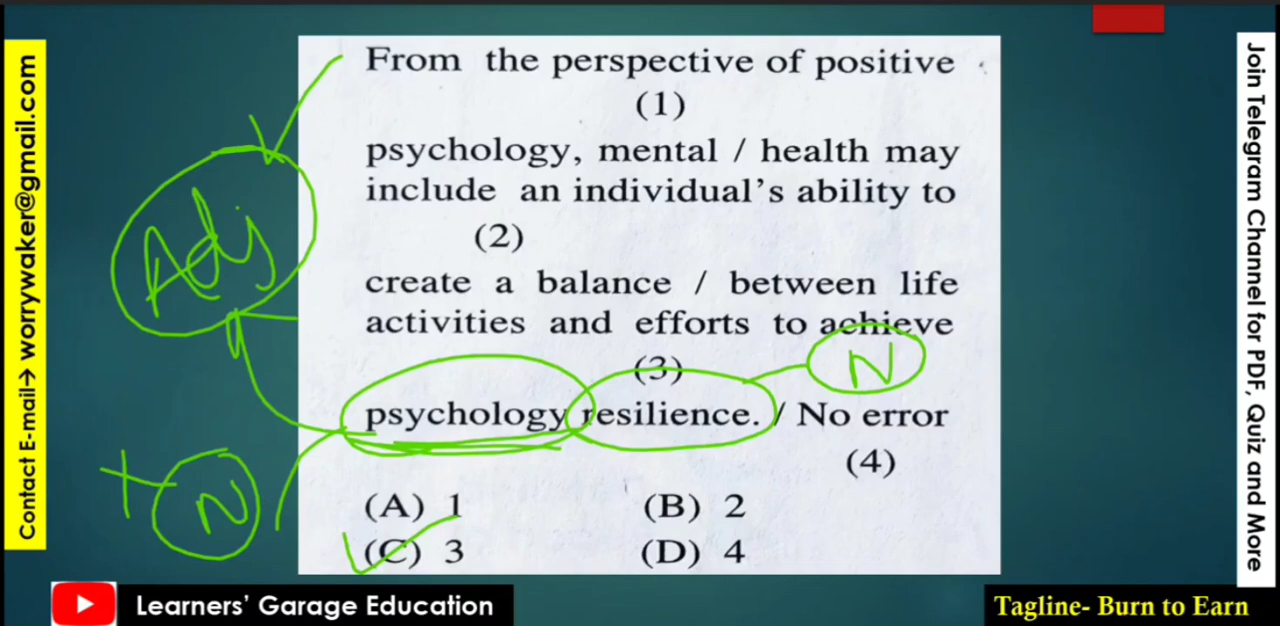 From the perspective of positive
(1)
psychology, mental / health may
include an individual's ability to
(2)
create a balance / between life
activities and efforts to achieve
(3)
psychology resilience. / No error
(4)
(A) 1 (B) 2
(C) 3 (D) 4
Adj
N
N
Contact E-mail→ worrywaker@gmail.com
Join Telegram Channel for PDF, Quiz and More
Learners' Garage Education
Tagline- Burn to Earn